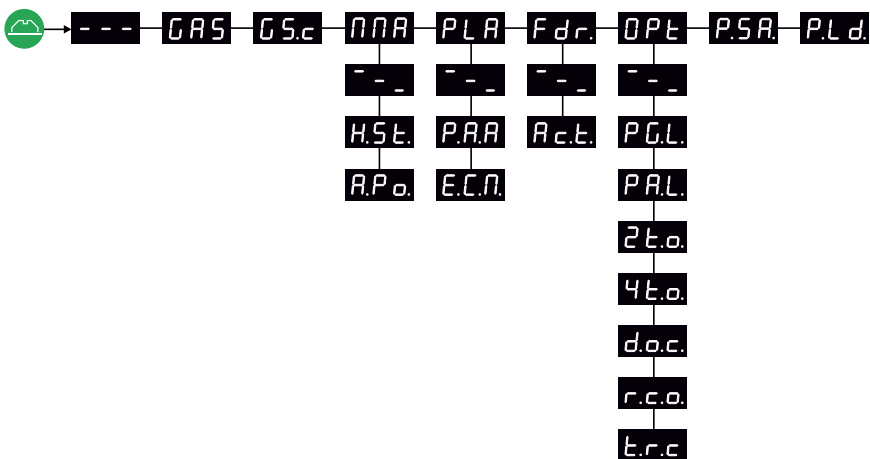 --- GAS GS.c MMA PLA Fdr. OPt P.SA. P.Ld.
¯-_ ¯-_ ¯-_ ¯-_
H.St. P.A.A Ac.t. PG.L.
A.Po. E.C.M. PA.L.
2t.o.
4t.o.
d.o.c.
r.c.o.
t.r.c